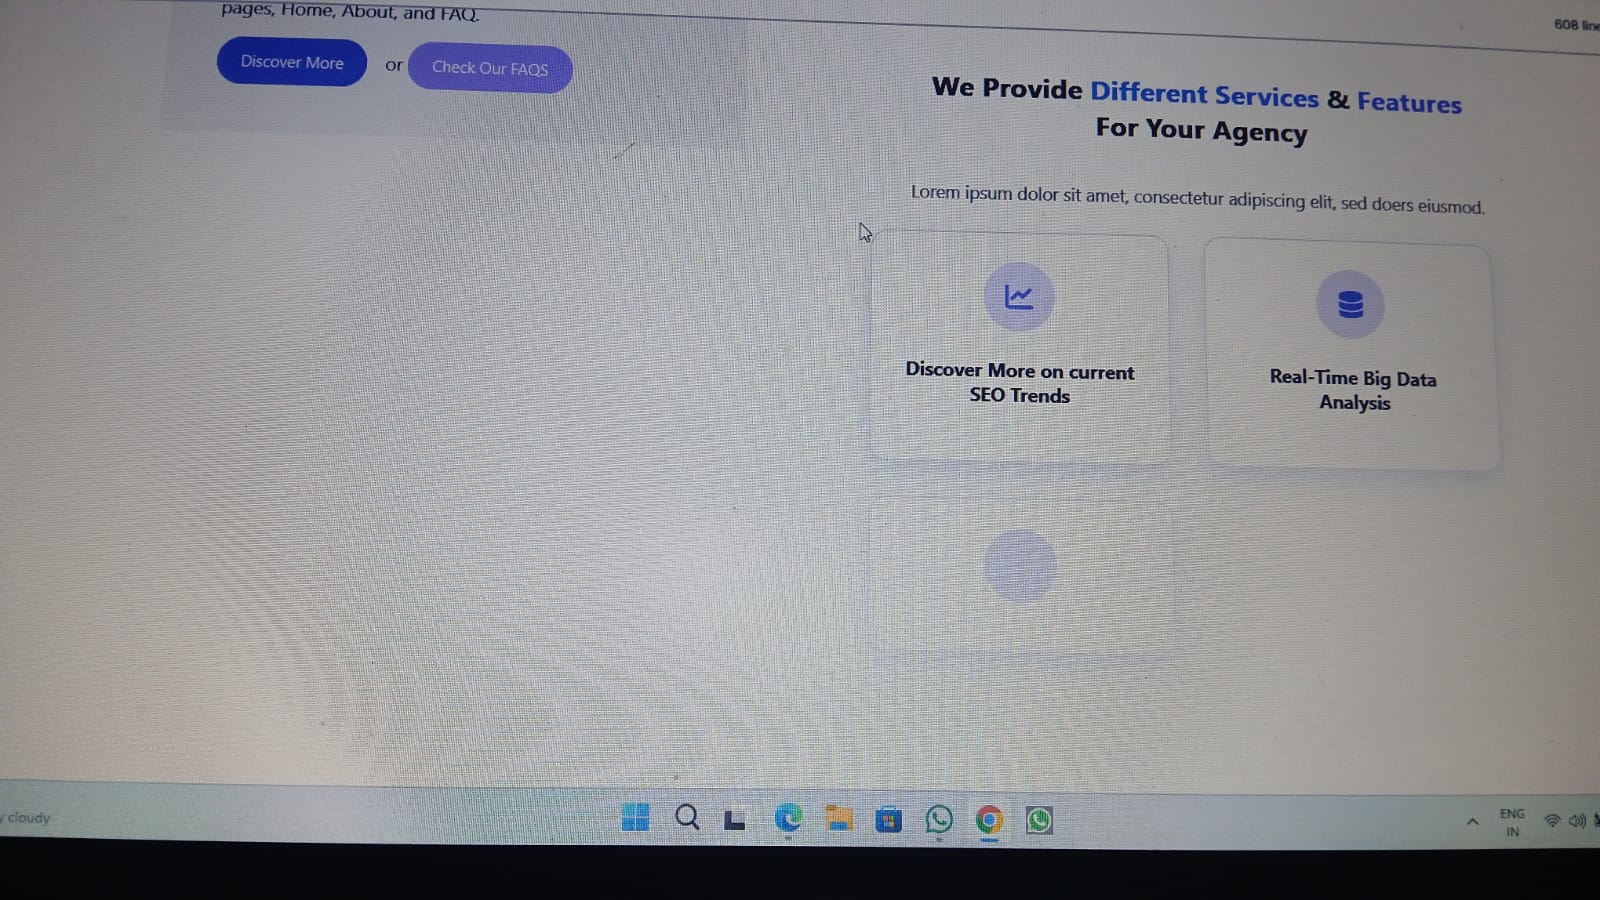 pages, Home, About, and FAQ.
Discover More or Check Our FAQS
608
We Provide Different Services & Features
For Your Agency
Lorem ipsum dolor sit amet, consectetur adipiscing elit, sed doers eiusmod.
Discover More on current
SEO Trends
Real-Time Big Data
Analysis
cloudy
ENG
IN